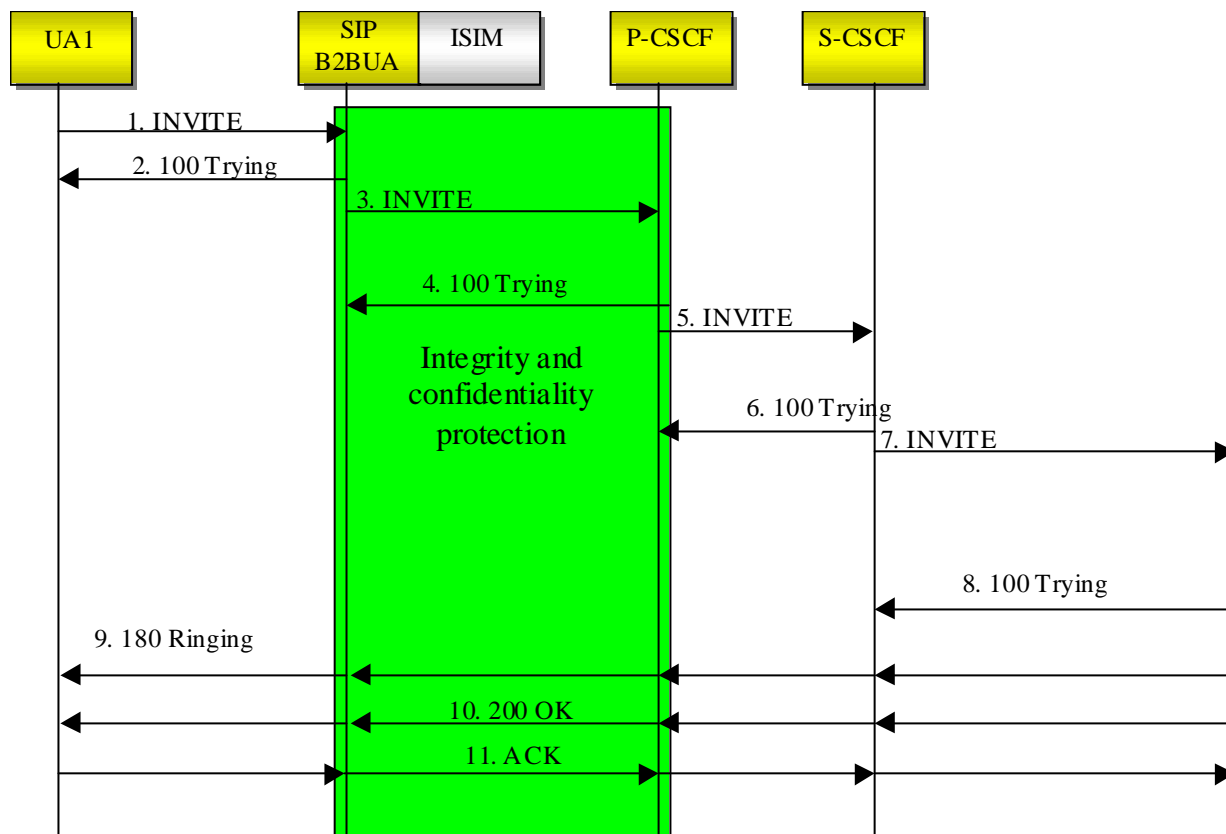 UA1
SIP
B2BUA
ISIM
P-CSCF
S-CSCF
1. INVITE
2. 100 Trying
3. INVITE
4. 100 Trying
5. INVITE
Integrity and
confidentiality
protection
6. 100 Trying
7. INVITE
8. 100 Trying
9. 180 Ringing
10. 200 OK
11. ACK